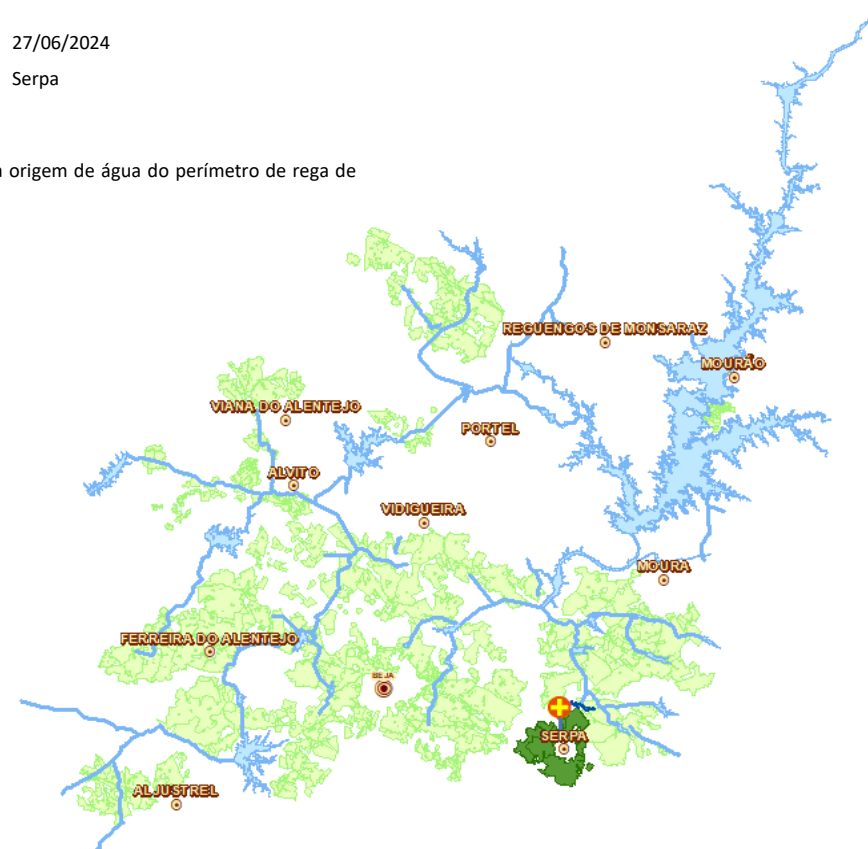 27/06/2024
Serpa
origem de água do perímetro de rega de
REGUENGOS DE MONSARAZ
MOURÃO
VIANA DO ALENTEJO
PORTEL
ALVITO
VIDIGUEIRA
MOURA
FERREIRA DO ALENTEJO
BEJA
SERPA
ALJUSTREL